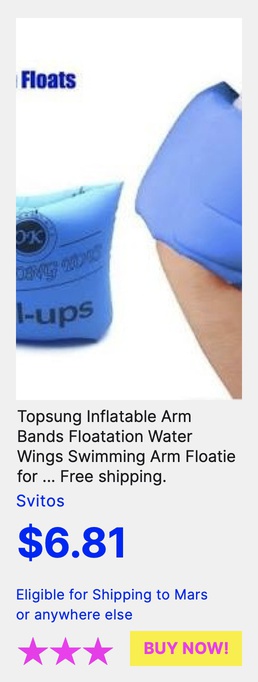 Floats
OK
l-ups
Topsung Inflatable Arm
Bands Floatation Water
Wings Swimming Arm Floatie
for ... Free shipping.
Svitos
$6.81
Eligible for Shipping to Mars
or anywhere else
BUY NOW!